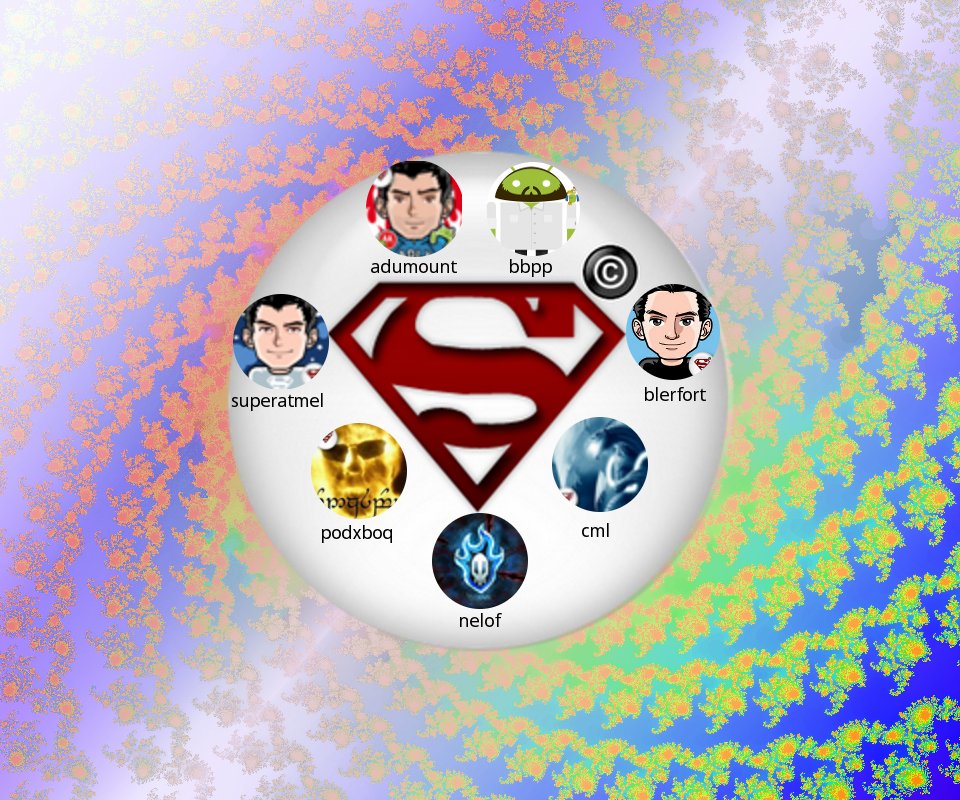 adumount
bbpp
©
S
superatmel
blerfort
podxboq
cml
nelof